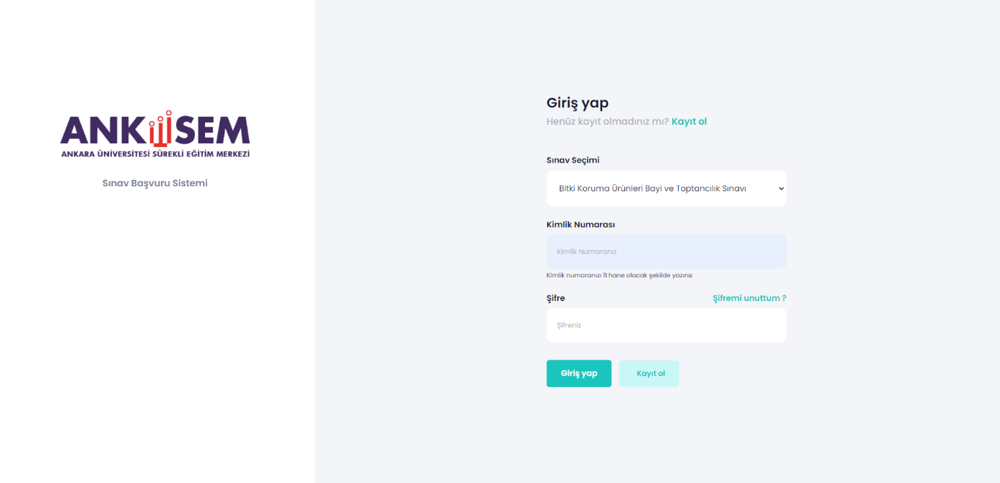 ANKÜSEM
ANKARA ÜNİVERSİTESİ SÜREKLİ EĞİTİM MERKEZİ
Sınav Başvuru Sistemi
Giriş yap
Henüz kayıt olmadınız mı? Kayıt ol
Sınav Seçimi
Bitki Koruma Ürünleri Bayi ve Toptancılık Sınavı
Kimlik Numarası
Kimlik Numaranız
Kimlik numaranızı 11 hane olacak şekilde yazınız
Şifre Şifremi unuttum ?
Şifreniz
Giriş yap Kayıt ol